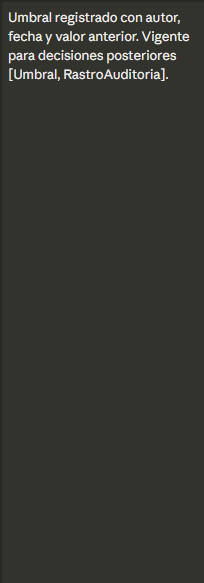 Umbral registrado con autor,
fecha y valor anterior. Vigente
para decisiones posteriores
[Umbral, RastroAuditoria].